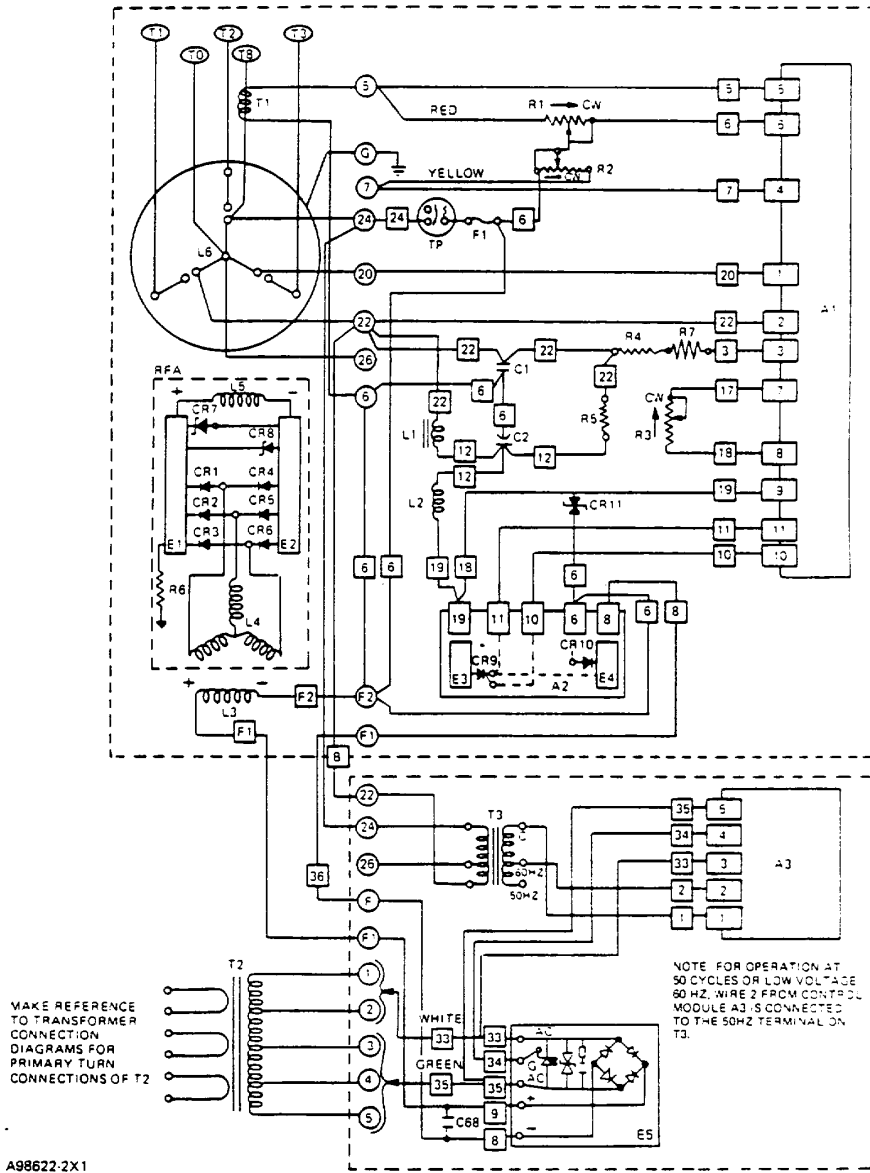 T1
T0
T2
T8
T3
T1
5
RED
R1
CW
5
5
6
6
G
YELLOW
R2
CW
7
7
4
24
24
TP
F1
6
L6
20
20
1
A1
22
22
2
26
22
22
R4
R7
3
3
C1
RFA
L5
+
-
CR7
CR8
CR1
CR4
CR2
CR5
CR3
CR6
E1
E2
R6
L4
6
6
22
6
22
R5
CW
R3
17
7
L1
C2
12
12
12
18
8
L2
CR11
19
9
11
11
10
10
6
6
19
18
6
6
8
19
11
10
6
8
CR9
CR10
E3
A2
E4
+
-
L3
F2
F2
F1
F1
8
22
T3
35
5
24
34
4
26
33
3
A3
60HZ
50HZ
2
2
36
F
1
1
F1
T2
1
2
3
4
5
MAKE REFERENCE
TO TRANSFORMER
CONNECTION
DIAGRAMS FOR
PRIMARY TURN
CONNECTIONS OF T2
NOTE FOR OPERATION AT
50 CYCLES OR LOW VOLTAGE
60 HZ, WIRE 2 FROM CONTROL
MODULE A3 IS CONNECTED
TO THE 50HZ TERMINAL ON
T3.
WHITE
33
33
AC
34
G
GREEN
35
35
AC
9
+
C68
8
-
E5
A98622-2X1